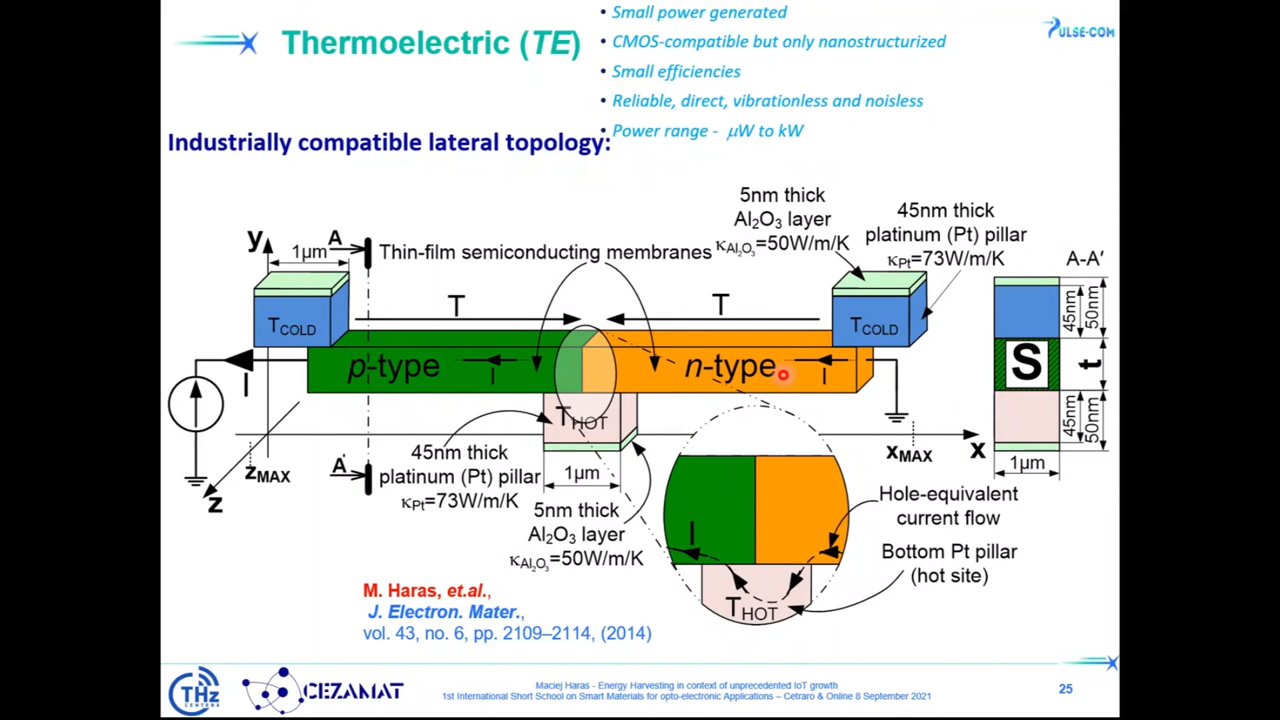 Thermoelectric (TE)
• Small power generated
• CMOS-compatible but only nanostructurized
• Small efficiencies
• Reliable, direct, vibrationless and noisless
• Power range - μW to kW
PULSE-COM
Industrially compatible lateral topology:
5nm thick
Al₂O₃ layer
κAl₂O₃=50W/m/K
45nm thick
platinum (Pt) pillar
κPt=73W/m/K
A-A′
y
A
1μm
Thin-film semiconducting membranes
T
T
TCOLD
TCOLD
45nm
50nm
p-type
I
n-type
I
I
S
t
THOT
45nm
50nm
x
xMAX
zMAX
z
A′
1μm
1μm
45nm thick
platinum (Pt) pillar
κPt=73W/m/K
5nm thick
Al₂O₃ layer
κAl₂O₃=50W/m/K
Hole-equivalent
current flow
I
Bottom Pt pillar
(hot site)
THOT
M. Haras, et.al.,
J. Electron. Mater.,
vol. 43, no. 6, pp. 2109–2114, (2014)
THz
CENTERA
CEZAMAT
Maciej Haras - Energy Harvesting in context of unprecedented IoT growth
1st International Short School on Smart Materials for opto-electronic Applications – Cetraro & Online 8 September 2021
25